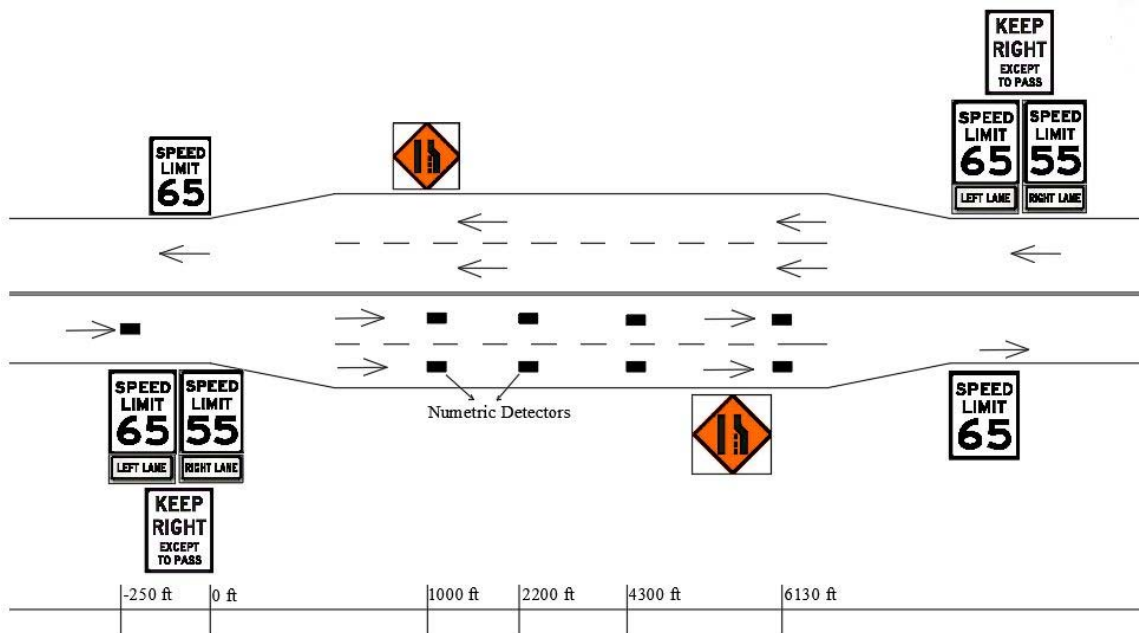 KEEP
RIGHT
EXCEPT
TO PASS
SPEED
LIMIT
65
LEFT LANE
SPEED
LIMIT
55
RIGHT LANE
SPEED
LIMIT
65
Numetric Detectors
SPEED
LIMIT
65
LEFT LANE
SPEED
LIMIT
55
RIGHT LANE
SPEED
LIMIT
65
KEEP
RIGHT
EXCEPT
TO PASS
-250 ft
0 ft
1000 ft
2200 ft
4300 ft
6130 ft